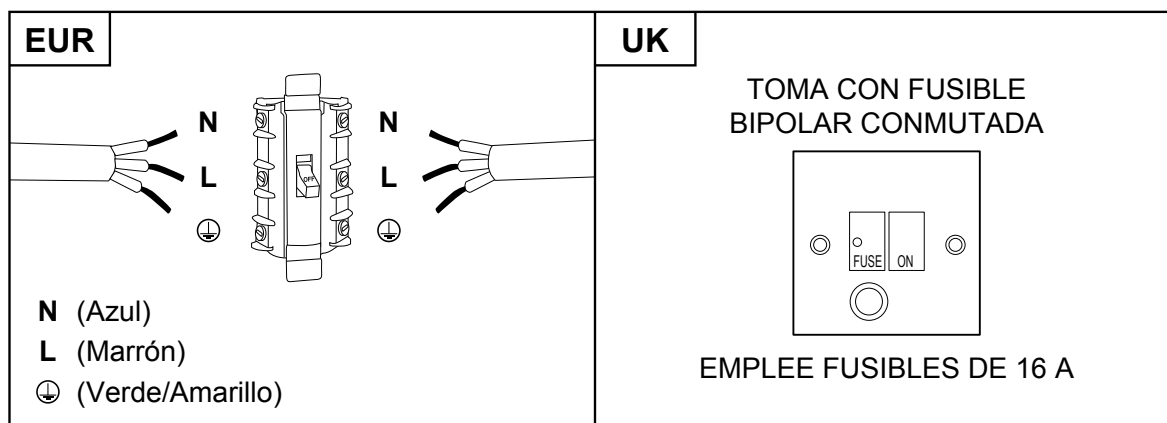 EUR
N
N
L
L
OFF
N (Azul)
L (Marrón)
(Verde/Amarillo)
UK
TOMA CON FUSIBLE
BIPOLAR CONMUTADA
FUSE
ON
EMPLEE FUSIBLES DE 16 A